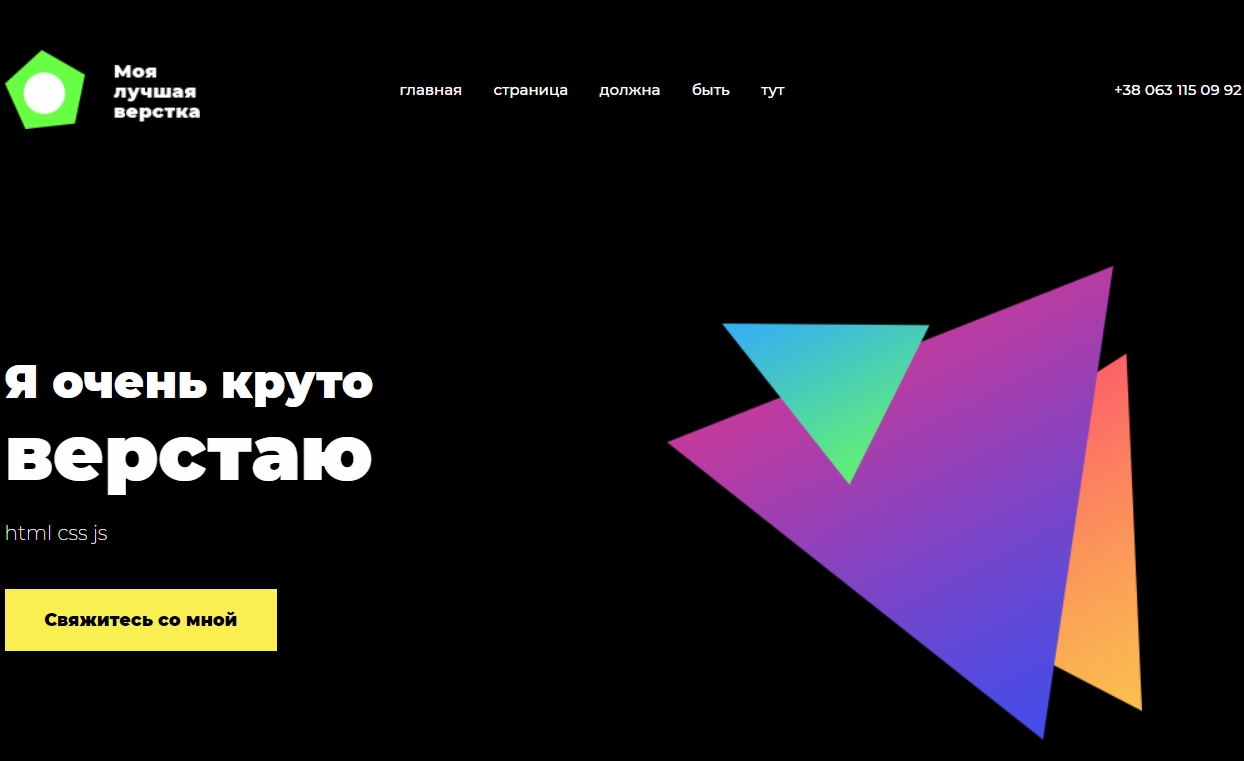 Моя
лучшая
верстка
главная страница должна быть тут
+38 063 115 09 92
Я очень круто
верстаю
html css js
Свяжитесь со мной